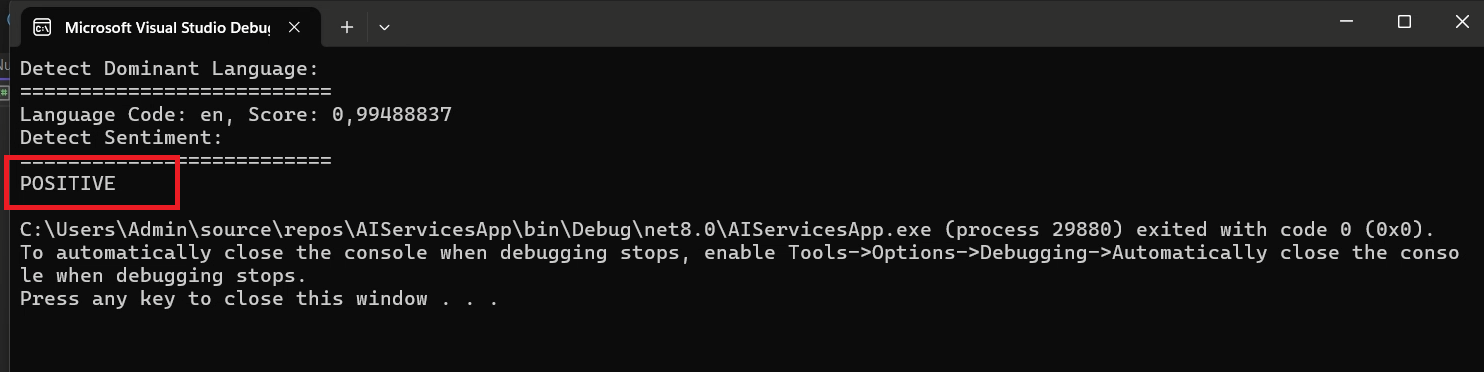 Microsoft Visual Studio Debug
Detect Dominant Language:
==========================
Language Code: en, Score: 0,99488837
Detect Sentiment:
==========================
POSITIVE
C:\Users\Admin\source\repos\AIServicesApp\bin\Debug\net8.0\AIServicesApp.exe (process 29880) exited with code 0 (0x0).
To automatically close the console when debugging stops, enable Tools->Options->Debugging->Automatically close the conso
le when debugging stops.
Press any key to close this window . . .